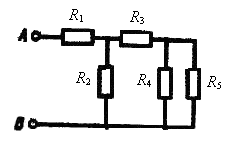 R₁ R₃
A
R₂ R₄ R₅
B